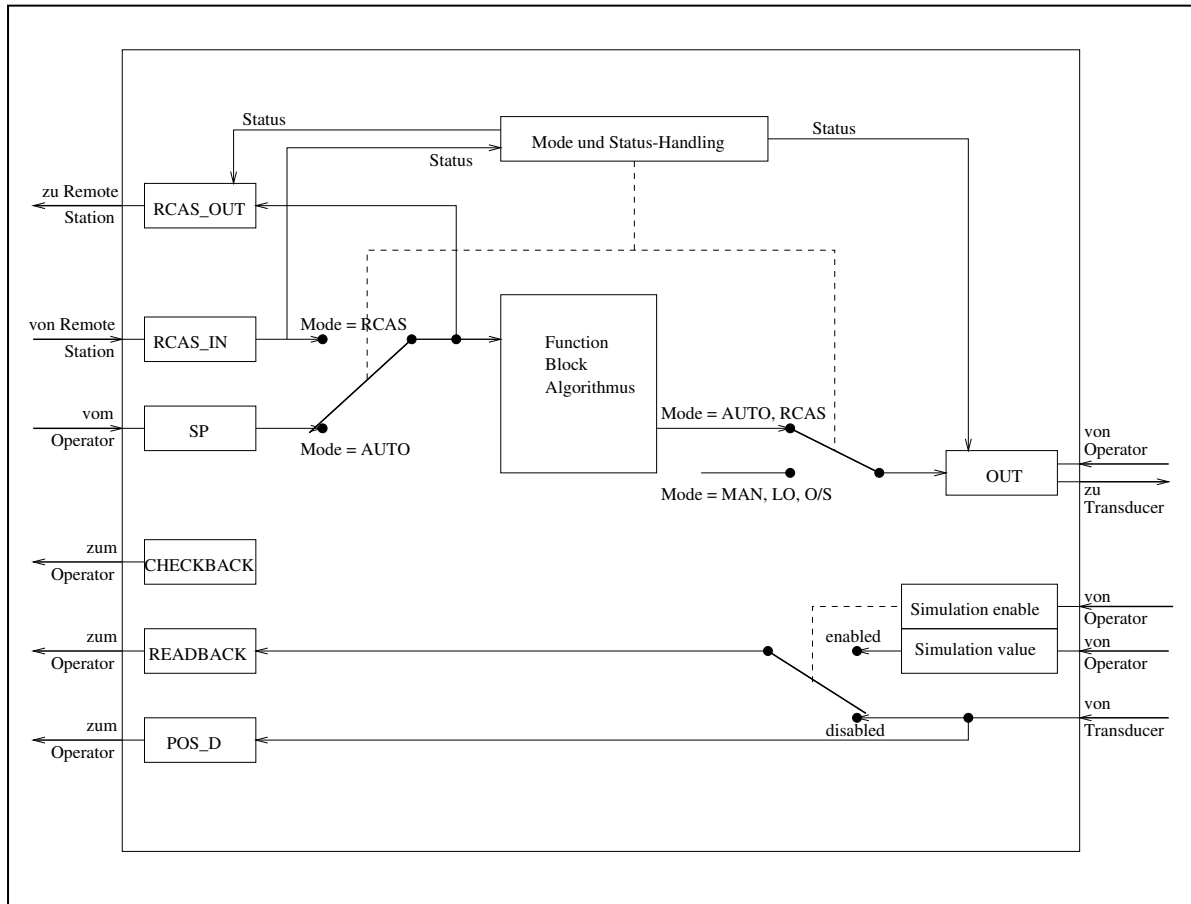 Status
Mode und Status-Handling
Status
Status
zu Remote
Station
RCAS_OUT
von Remote
Station
RCAS_IN
Mode = RCAS
Function
Block
Algorithmus
vom
Operator
SP
Mode = AUTO
Mode = AUTO, RCAS
Mode = MAN, LO, O/S
OUT
von
Operator
zu
Transducer
zum
Operator
CHECKBACK
Simulation enable
von
Operator
zum
Operator
READBACK
enabled
Simulation value
von
Operator
disabled
von
Transducer
zum
Operator
POS_D